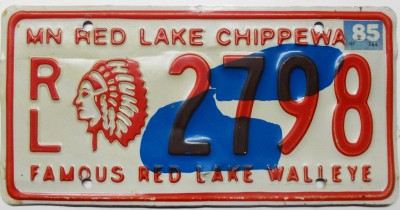 MN RED LAKE CHIPPEWA
85
RL 2798
FAMOUS RED LAKE WALLEYE